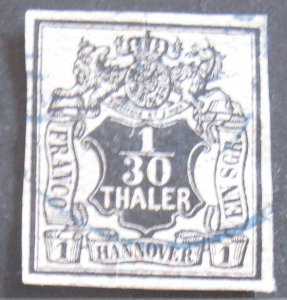 1
30
THALER
FRANCO
EIN SGR.
1 HANNOVER 1